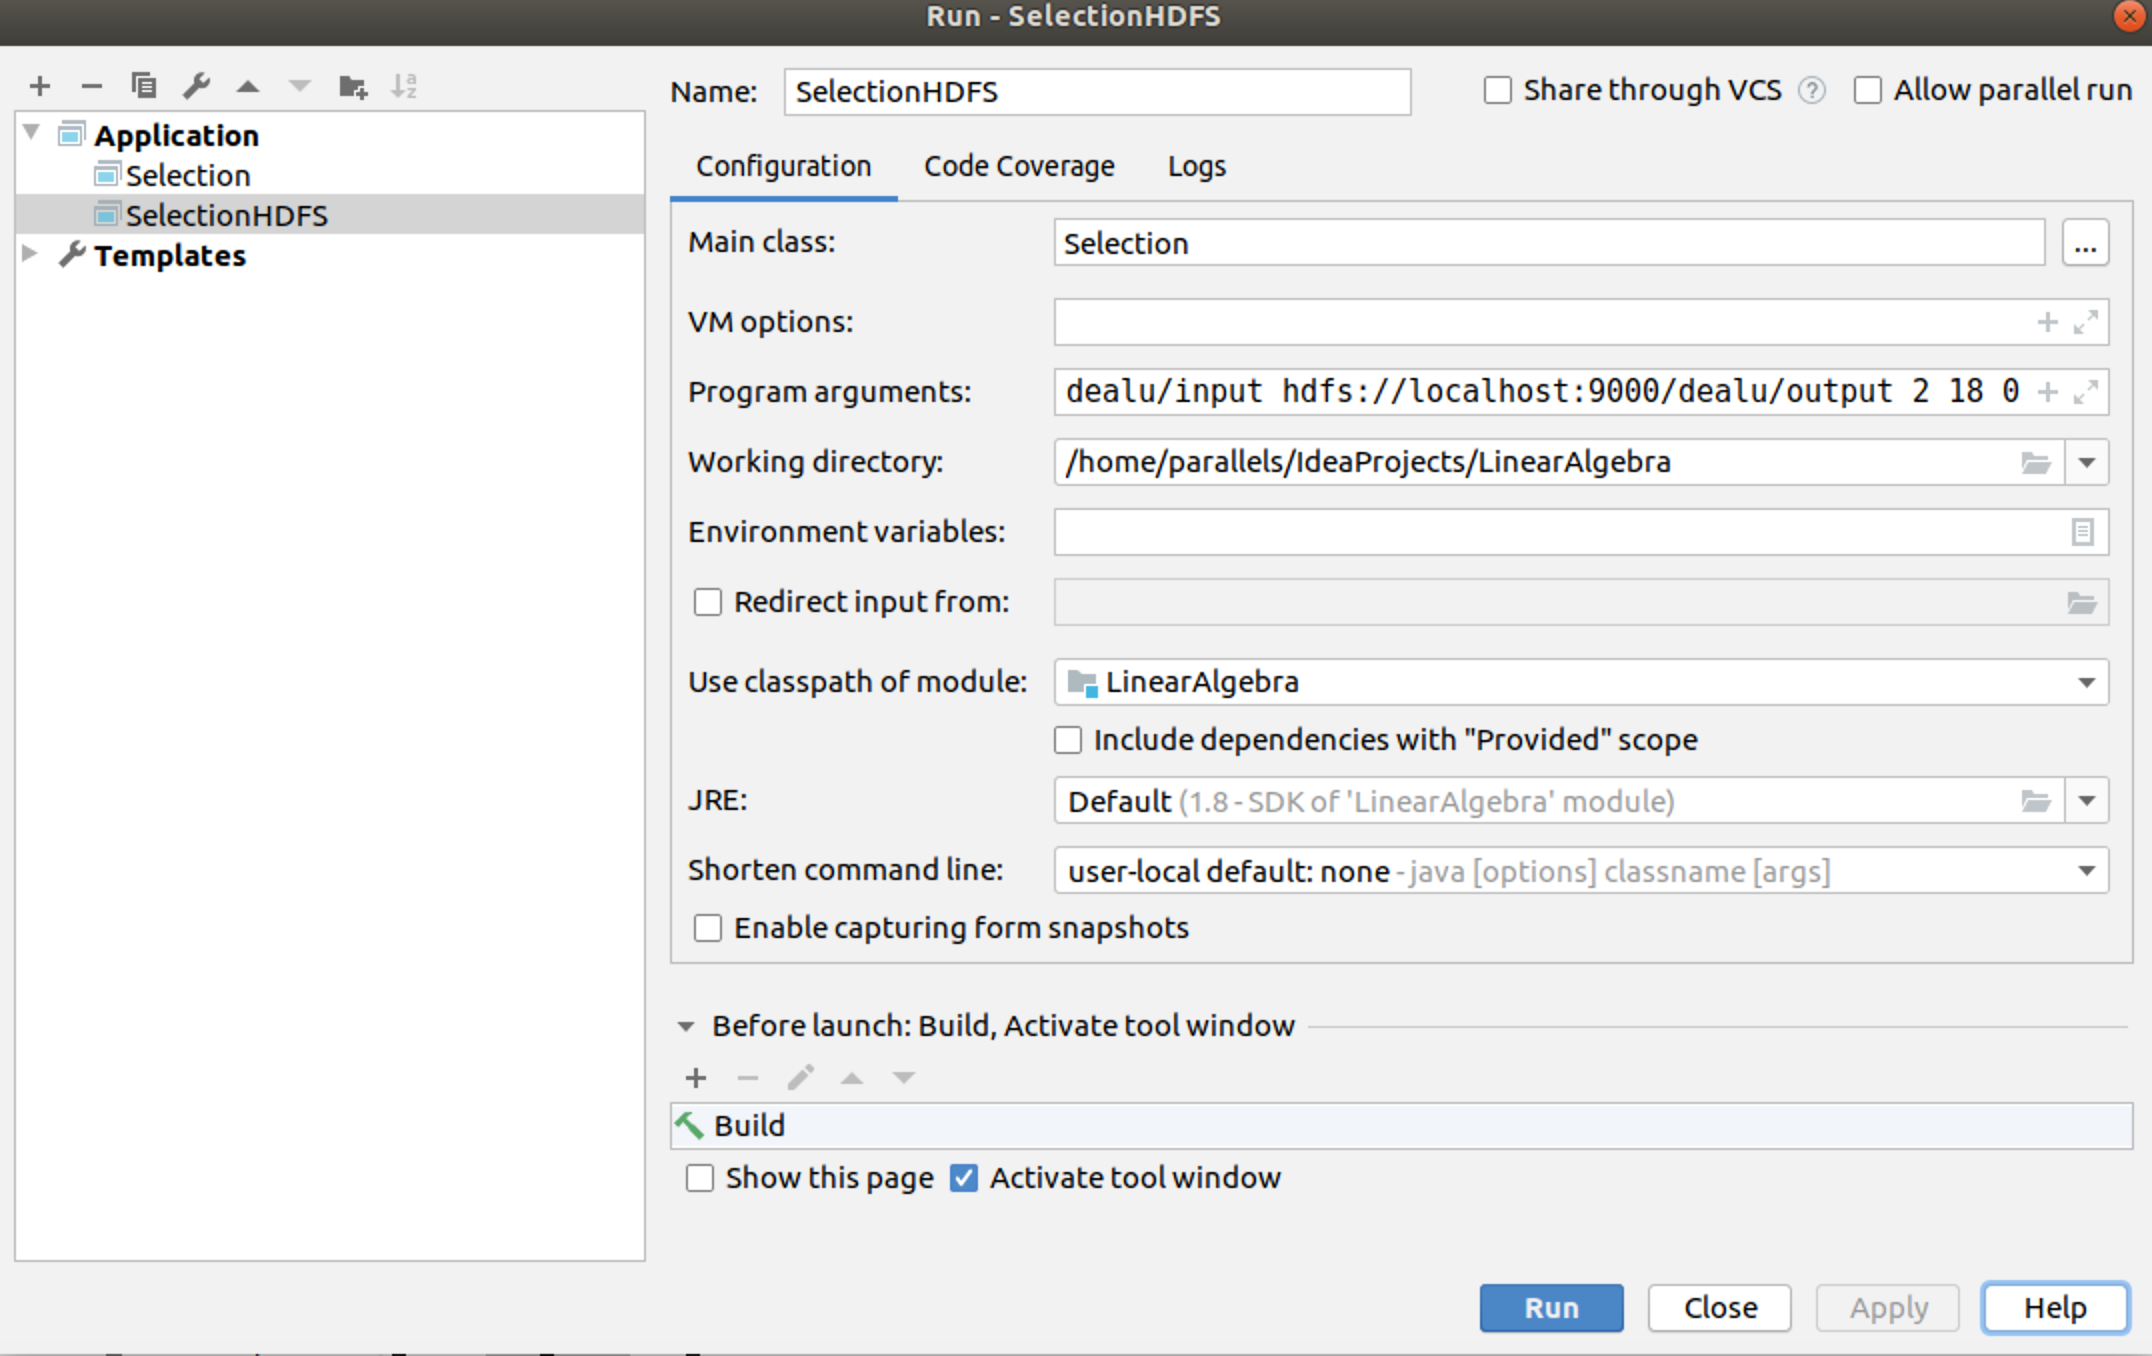 Run - SelectionHDFS
Name: SelectionHDFS Share through VCS ? Allow parallel run
Application
Selection
SelectionHDFS
Templates
Configuration Code Coverage Logs
Main class: Selection ...
VM options:
Program arguments: dealu/input hdfs://localhost:9000/dealu/output 2 18 0
Working directory: /home/parallels/IdeaProjects/LinearAlgebra
Environment variables:
Redirect input from:
Use classpath of module: LinearAlgebra
Include dependencies with "Provided" scope
JRE: Default (1.8 - SDK of 'LinearAlgebra' module)
Shorten command line: user-local default: none - java [options] classname [args]
Enable capturing form snapshots
Before launch: Build, Activate tool window
Build
Show this page Activate tool window
Run Close Apply Help